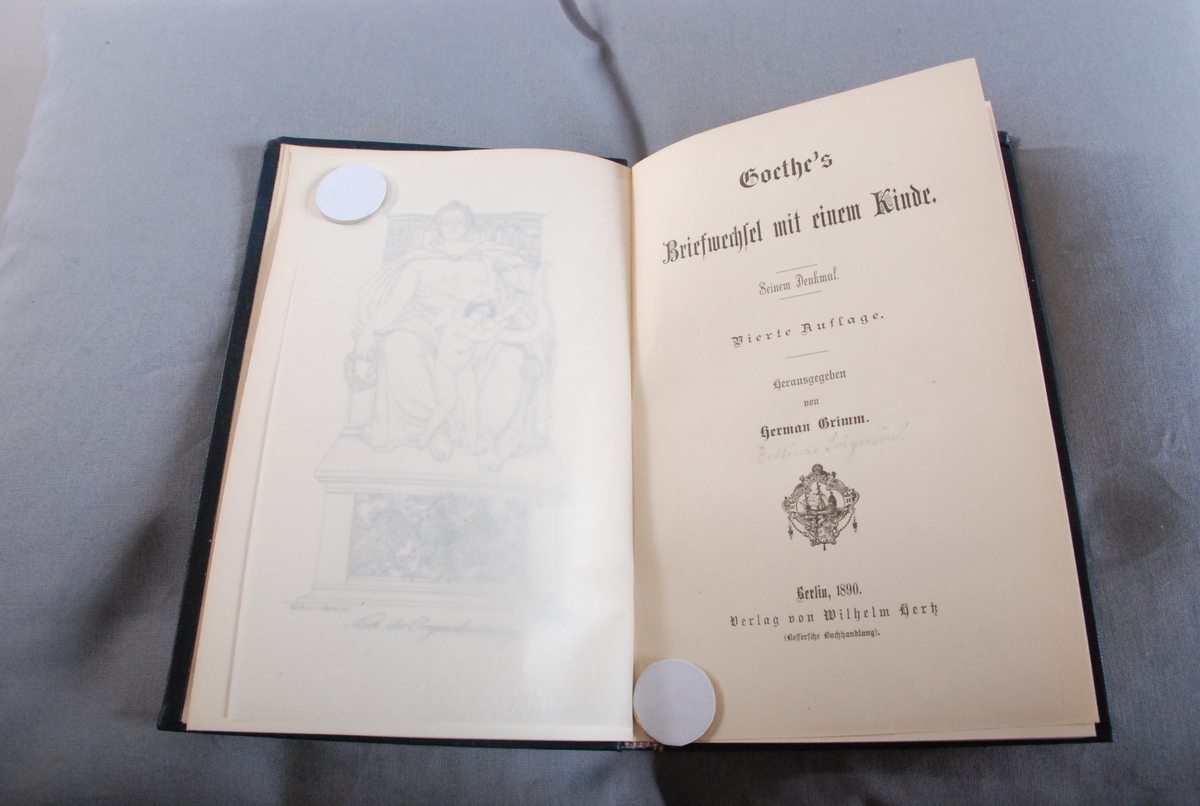 Goethe's
Briefwechsel mit einem Kinde.
Seinem Denkmal.
Vierte Auflage.
Herausgegeben
von
Herman Grimm.
Bettinas
Berlin, 1890.
Verlag von Wilhelm Hertz
(Bessersche Buchhandlung).